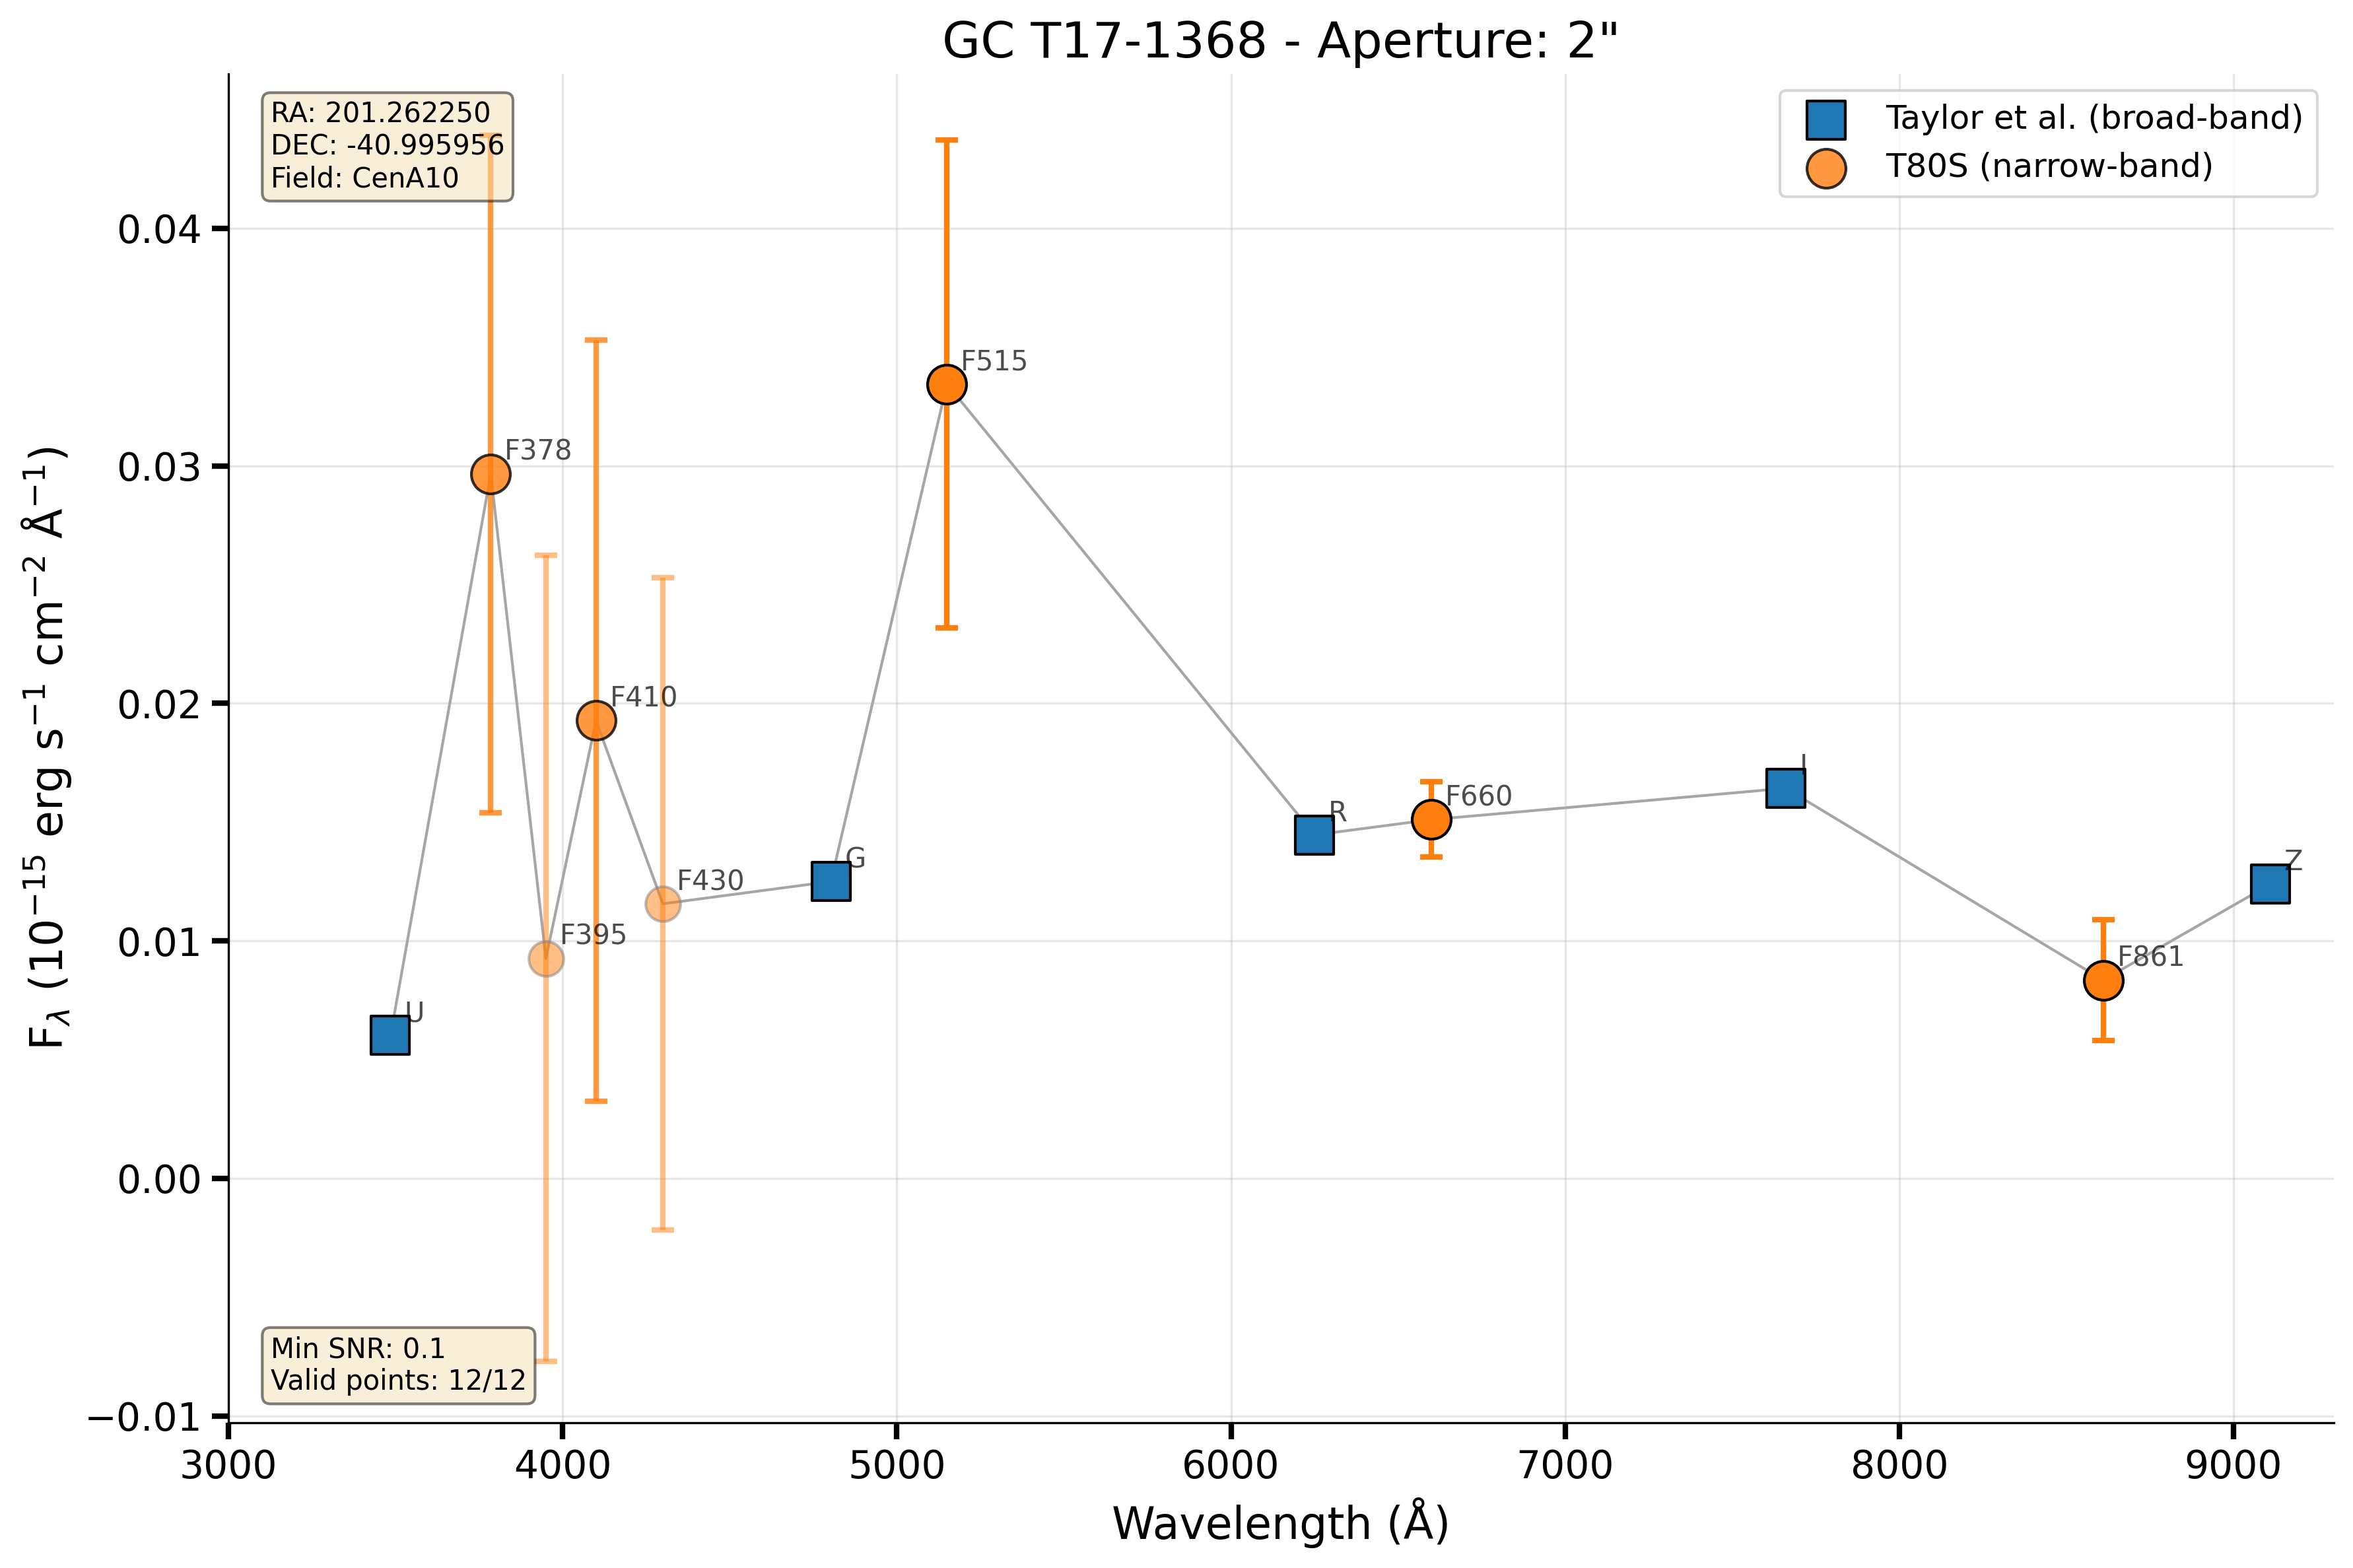 GC T17-1368 - Aperture: 2"
RA: 201.262250
DEC: -40.995956
Field: CenA10
Taylor et al. (broad-band)
T80S (narrow-band)
F_λ (10⁻¹⁵ erg s⁻¹ cm⁻² Å⁻¹)
0.04
0.03
0.02
0.01
0.00
−0.01
U
F378
F395
F410
F430
G
F515
R
F660
I
F861
Z
Min SNR: 0.1
Valid points: 12/12
3000 4000 5000 6000 7000 8000 9000
Wavelength (Å)